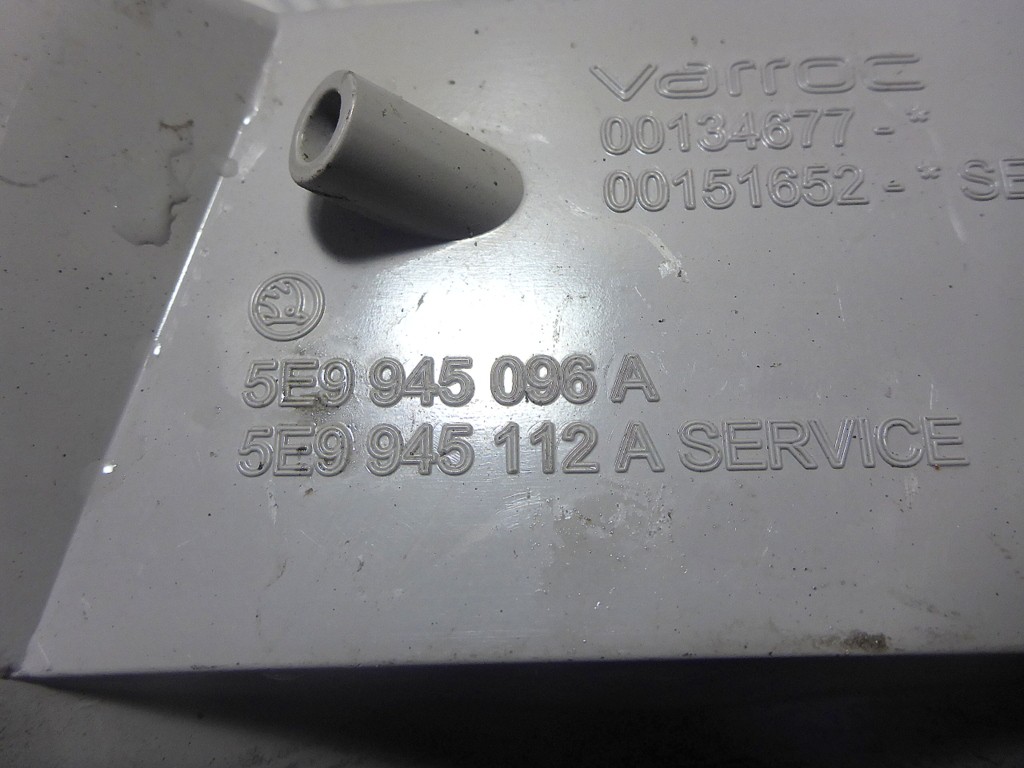 varroc
00134677 - *
00151652 - * SE
5E9 945 096 A
5E9 945 112 A SERVICE